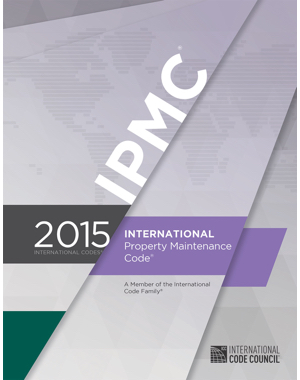 IPMC®
2015
INTERNATIONAL CODES®
INTERNATIONAL
Property Maintenance
Code®
A Member of the International
Code Family®
INTERNATIONAL
CODE COUNCIL®